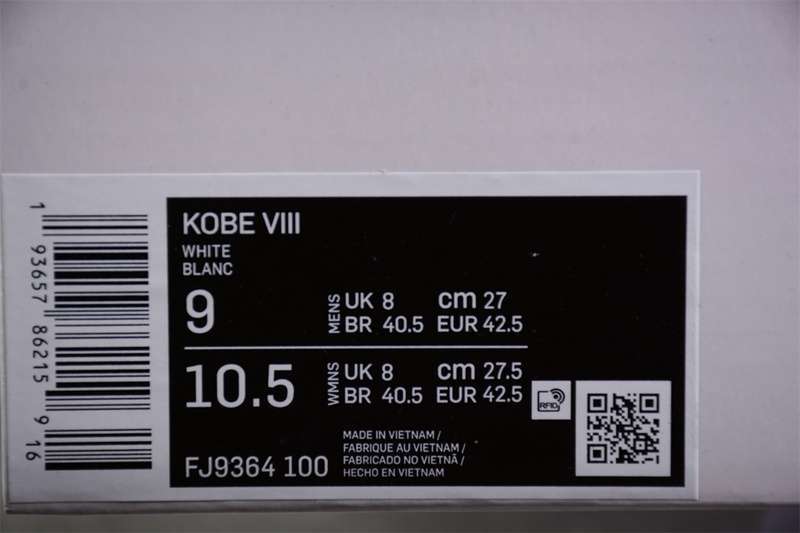 KOBE VIII
WHITE
BLANC
9
MENS
UK 8 cm 27
BR 40.5 EUR 42.5
10.5
WMNS
UK 8 cm 27.5
BR 40.5 EUR 42.5
RFID
FJ9364 100
MADE IN VIETNAM /
FABRIQUE AU VIETNAM /
FABRICADO NO VIETNÃ /
HECHO EN VIETNAM
1 93657 86215 9 16